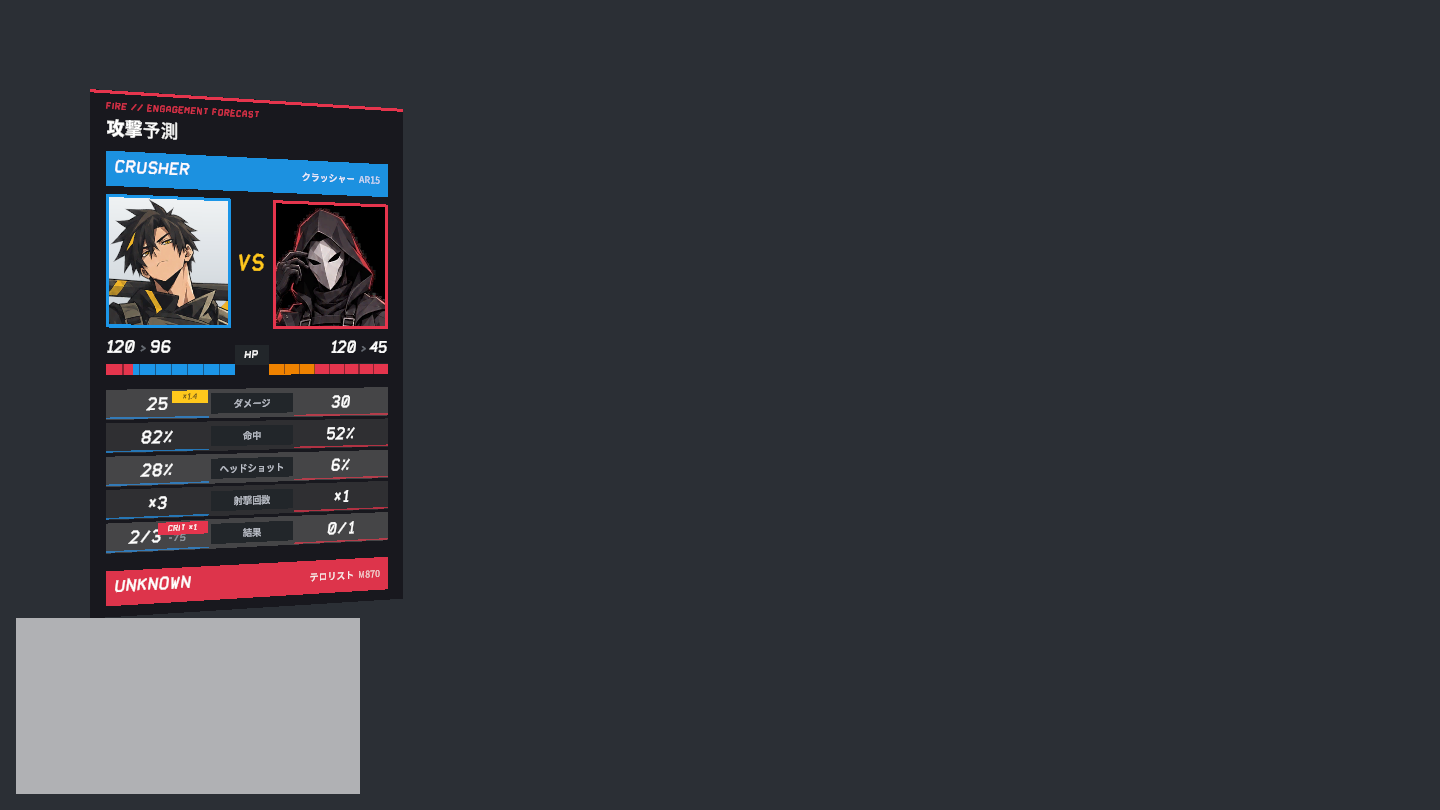 FIRE // ENGAGEMENT FORECAST
攻撃予測
CRUSHER クラッシャー AR15
VS
120 > 96 HP 120 > 45
25 ×1.4 ダメージ 30
82% 命中 52%
28% ヘッドショット 6%
×3 射撃回数 ×1
2/3 CRIT ×1 -/5 結果 0/1
UNKNOWN テロリスト M870